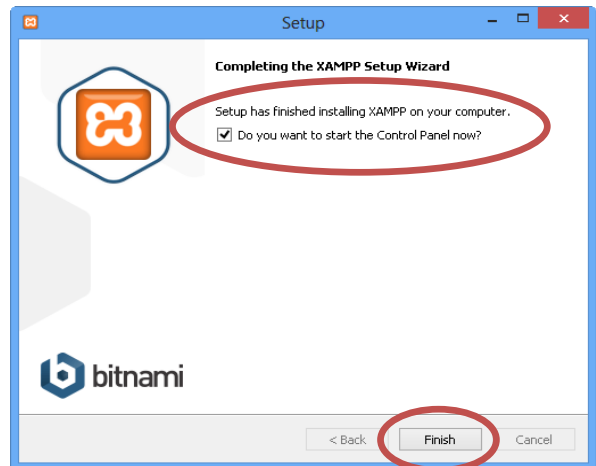 Setup
Completing the XAMPP Setup Wizard
Setup has finished installing XAMPP on your computer.
Do you want to start the Control Panel now?
bitnami
< Back
Finish
Cancel